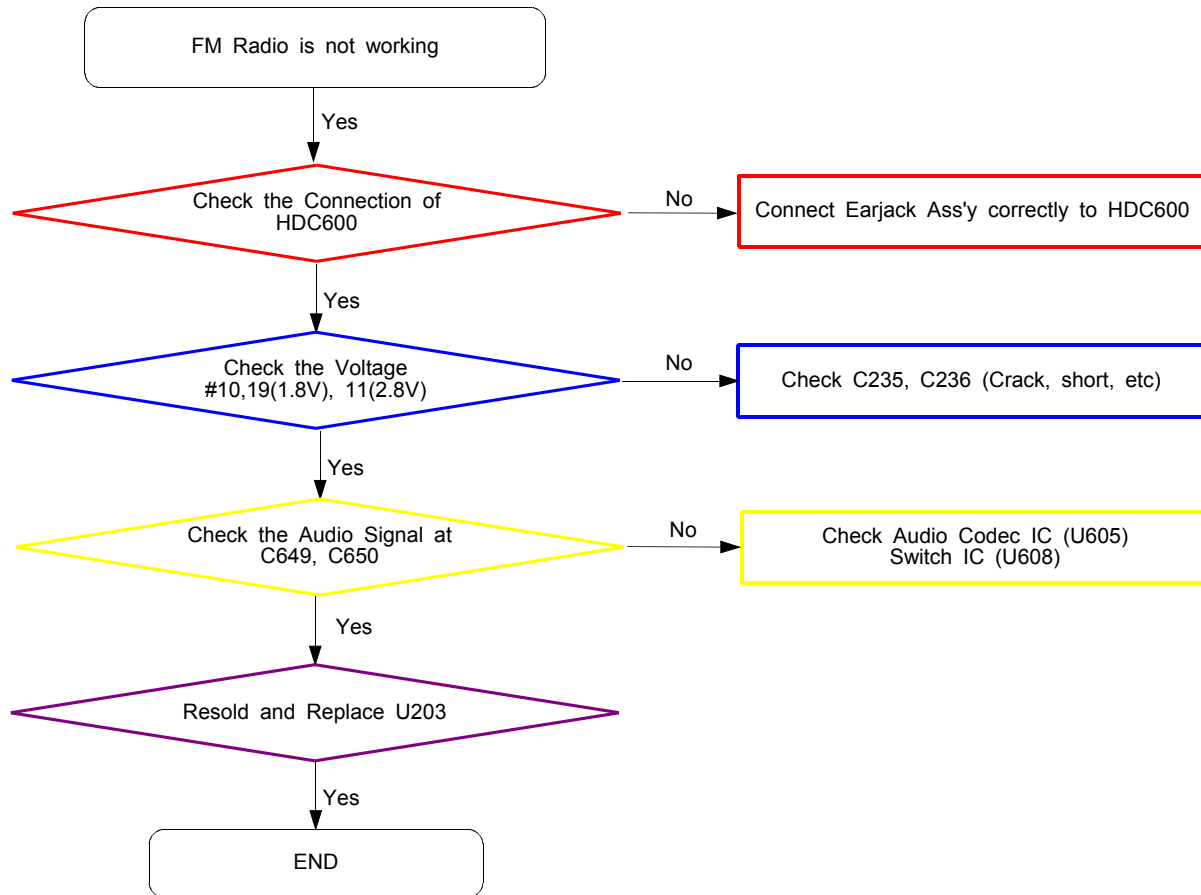 FM Radio is not working
Yes
Check the Connection of
HDC600
No
Connect Earjack Ass'y correctly to HDC600
Yes
Check the Voltage
#10,19(1.8V), 11(2.8V)
No
Check C235, C236 (Crack, short, etc)
Yes
Check the Audio Signal at
C649, C650
No
Check Audio Codec IC (U605)
Switch IC (U608)
Yes
Resold and Replace U203
Yes
END